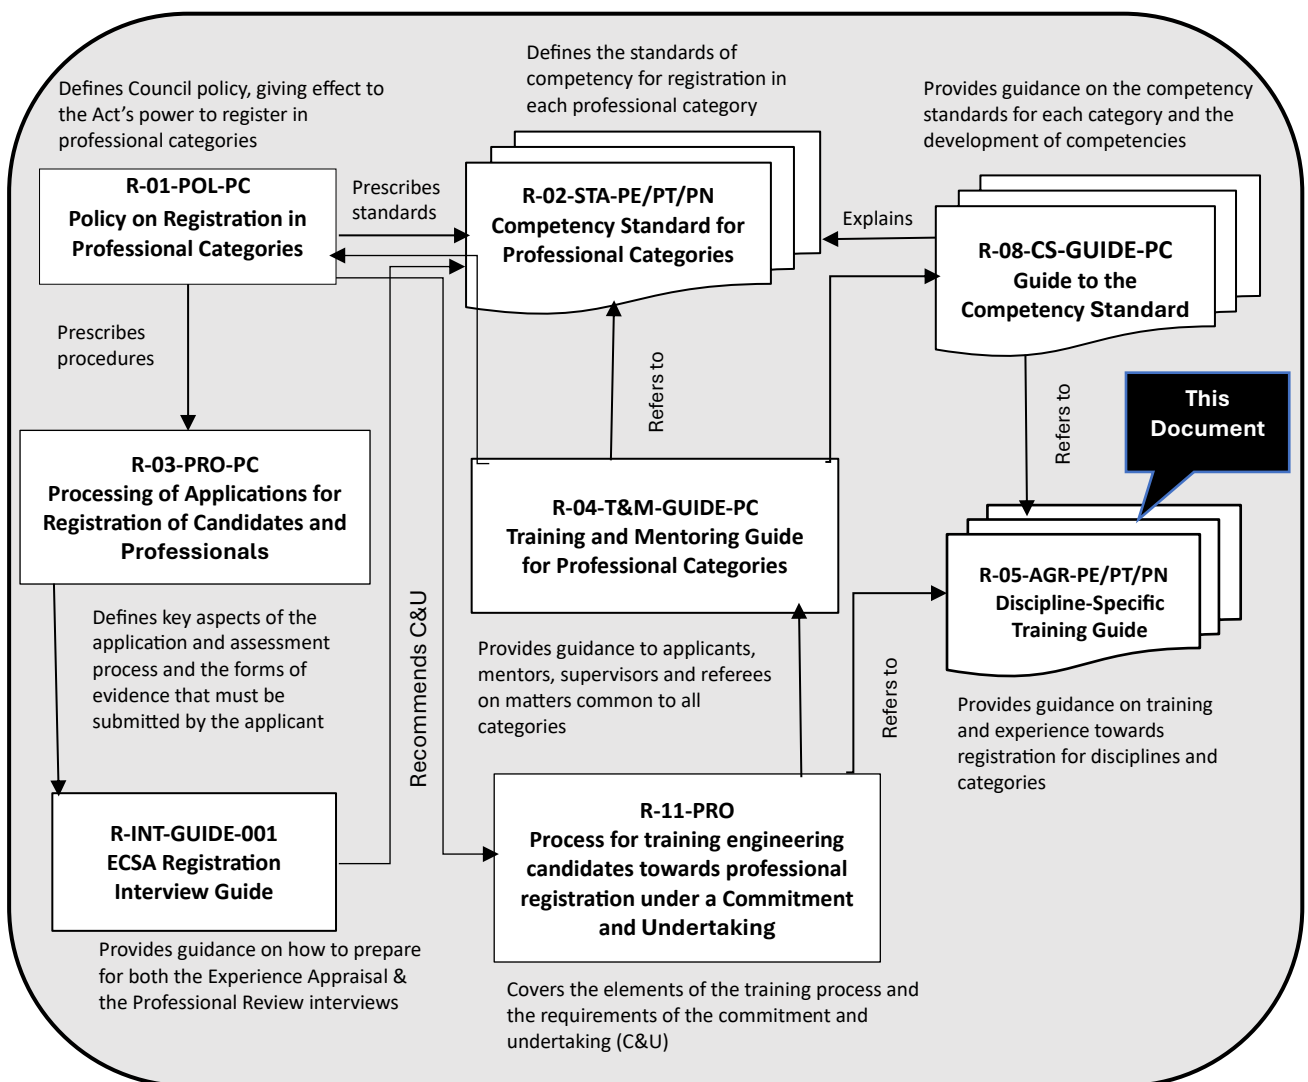 Defines Council policy, giving effect to
the Act's power to register in
professional categories
Defines the standards of
competency for registration in
each professional category
Provides guidance on the competency
standards for each category and the
development of competencies
R-01-POL-PC
Policy on Registration in
Professional Categories
Prescribes
standards
R-02-STA-PE/PT/PN
Competency Standard for
Professional Categories
Explains
R-08-CS-GUIDE-PC
Guide to the
Competency Standard
Prescribes
procedures
Refers to
Refers to
This
Document
R-03-PRO-PC
Processing of Applications for
Registration of Candidates and
Professionals
R-04-T&M-GUIDE-PC
Training and Mentoring Guide
for Professional Categories
R-05-AGR-PE/PT/PN
Discipline-Specific
Training Guide
Defines key aspects of the
application and assessment
process and the forms of
evidence that must be
submitted by the applicant
Recommends C&U
Provides guidance to applicants,
mentors, supervisors and referees
on matters common to all
categories
Refers to
Provides guidance on training
and experience towards
registration for disciplines and
categories
R-INT-GUIDE-001
ECSA Registration
Interview Guide
R-11-PRO
Process for training engineering
candidates towards professional
registration under a Commitment
and Undertaking
Provides guidance on how to prepare
for both the Experience Appraisal &
the Professional Review interviews
Covers the elements of the training process and
the requirements of the commitment and
undertaking (C&U)